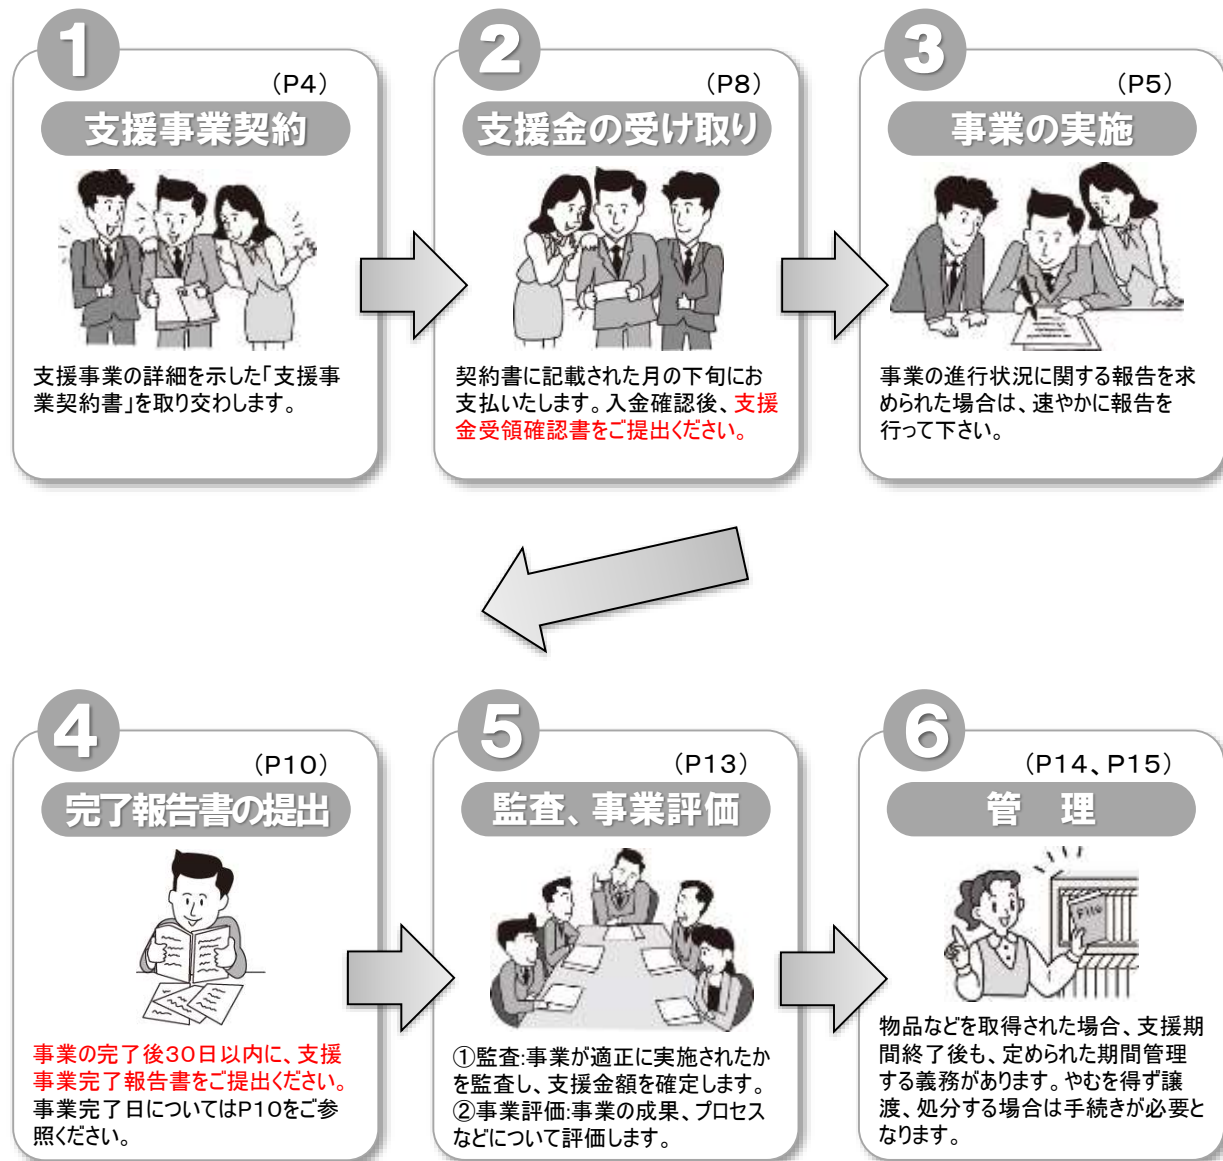 1
(P4)
支援事業契約
支援事業の詳細を示した「支援事
業契約書」を取り交わします。
2
(P8)
支援金の受け取り
契約書に記載された月の下旬にお
支払いたします。入金確認後、支援
金受領確認書をご提出ください。
3
(P5)
事業の実施
事業の進行状況に関する報告を求
められた場合は、速やかに報告を
行って下さい。
4
(P10)
完了報告書の提出
事業の完了後30日以内に、支援
事業完了報告書をご提出ください。
事業完了日についてはP10をご参
照ください。
5
(P13)
監査、事業評価
①監査:事業が適正に実施されたか
を監査し、支援金額を確定します。
②事業評価:事業の成果、プロセス
などについて評価します。
6
(P14、P15)
管 理
File
物品などを取得された場合、支援期
間終了後も、定められた期間管理
する義務があります。やむを得ず譲
渡、処分する場合は手続きが必要と
なります。